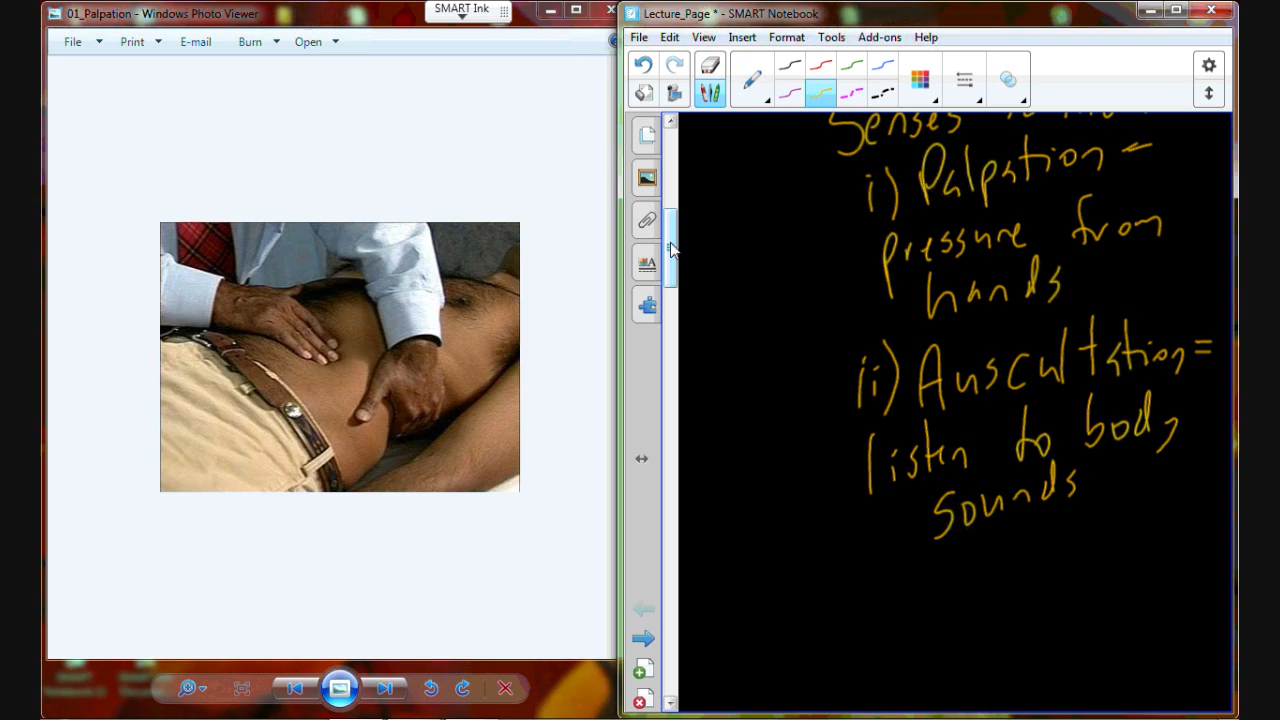 01_Palpation - Windows Photo Viewer
SMART Ink
Lecture_Page * - SMART Notebook
File Print E-mail Burn Open
File Edit View Insert Format Tools Add-ons Help
Senses
i) Palpation =
pressure from
hands
ii) Auscultation =
listen to body
sounds